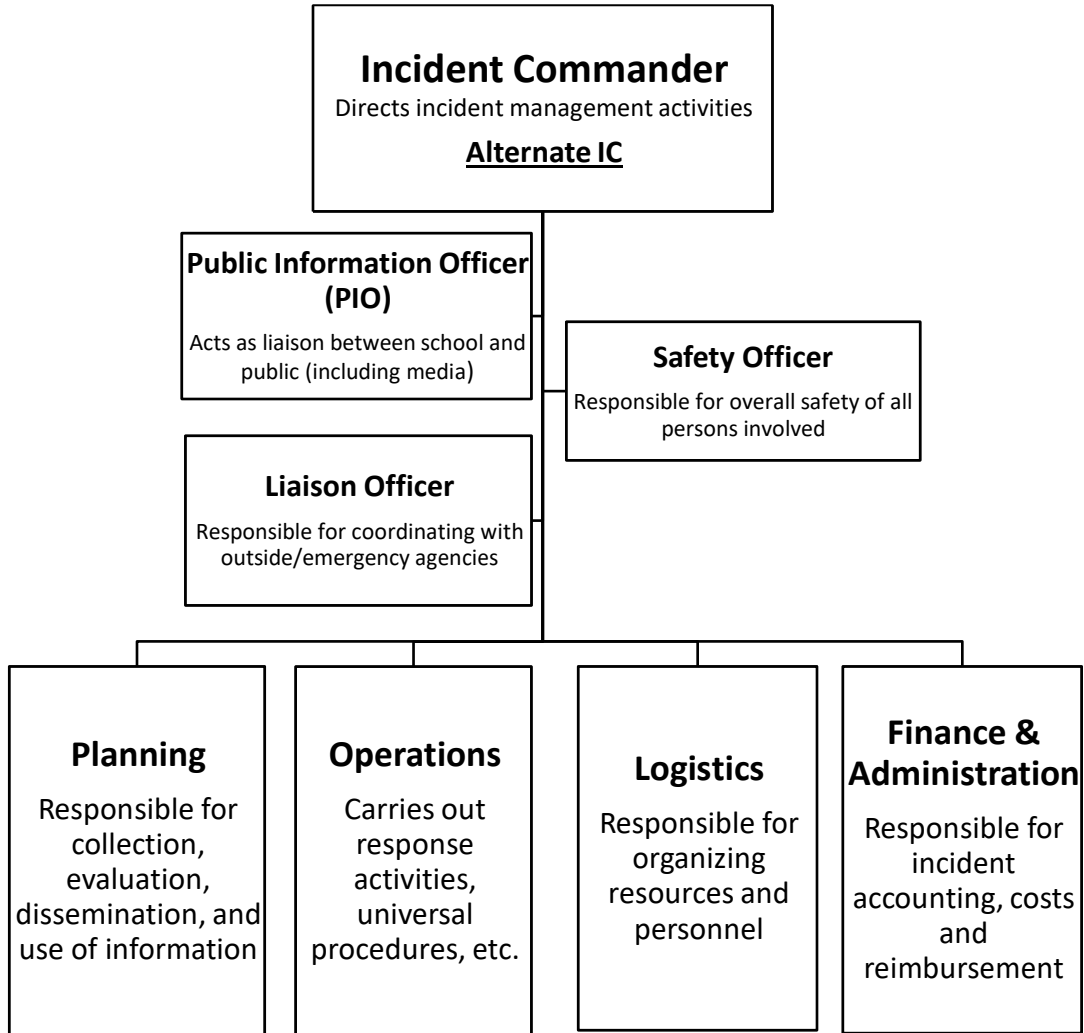 Incident Commander
Directs incident management activities
Alternate IC
Public Information Officer
(PIO)
Acts as liaison between school and
public (including media)
Safety Officer
Responsible for overall safety of all
persons involved
Liaison Officer
Responsible for coordinating with
outside/emergency agencies
Planning
Responsible for
collection,
evaluation,
dissemination, and
use of information
Operations
Carries out
response
activities,
universal
procedures, etc.
Logistics
Responsible for
organizing
resources and
personnel
Finance &
Administration
Responsible for
incident
accounting, costs
and
reimbursement